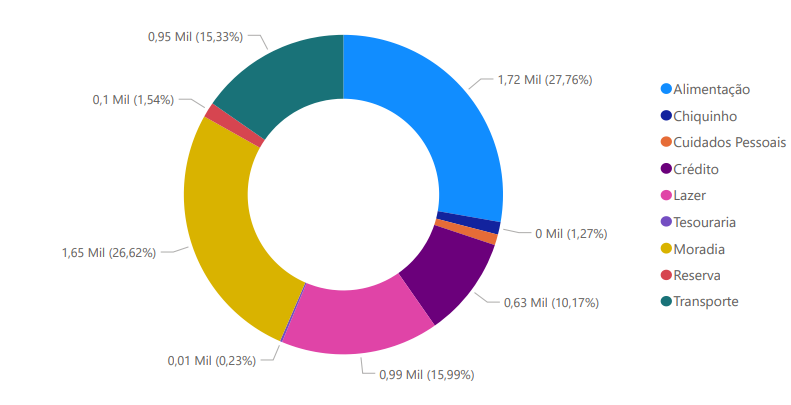 0,95 Mil (15,33%)
1,72 Mil (27,76%)
0,1 Mil (1,54%)
0 Mil (1,27%)
1,65 Mil (26,62%)
0,63 Mil (10,17%)
0,01 Mil (0,23%)
0,99 Mil (15,99%)
Alimentação
Chiquinho
Cuidados Pessoais
Crédito
Lazer
Tesouraria
Moradia
Reserva
Transporte